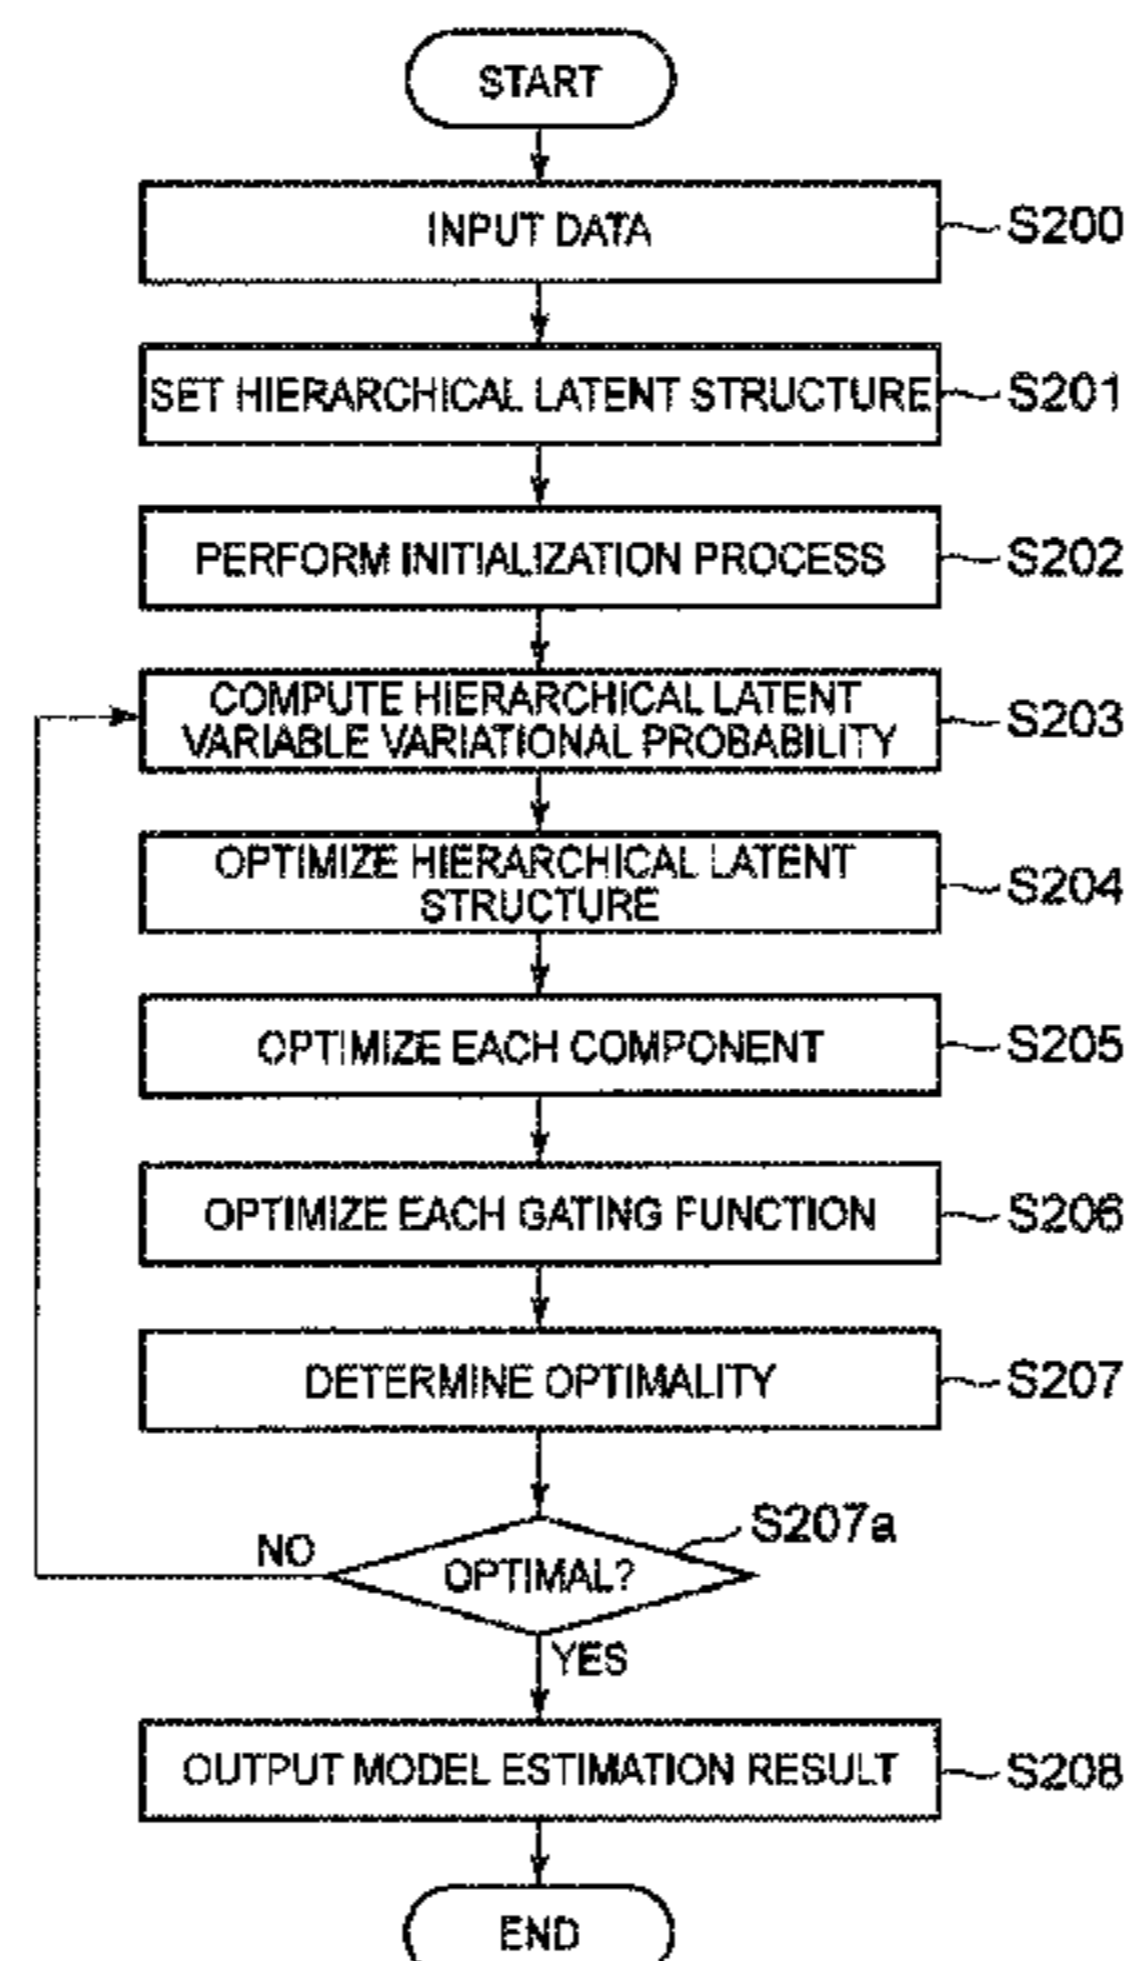 START
INPUT DATA
S200
SET HIERARCHICAL LATENT STRUCTURE
S201
PERFORM INITIALIZATION PROCESS
S202
COMPUTE HIERARCHICAL LATENT
VARIABLE VARIATIONAL PROBABILITY
S203
OPTIMIZE HIERARCHICAL LATENT
STRUCTURE
S204
OPTIMIZE EACH COMPONENT
S205
OPTIMIZE EACH GATING FUNCTION
S206
DETERMINE OPTIMALITY
S207
S207a
NO
OPTIMAL?
YES
OUTPUT MODEL ESTIMATION RESULT
S208
END